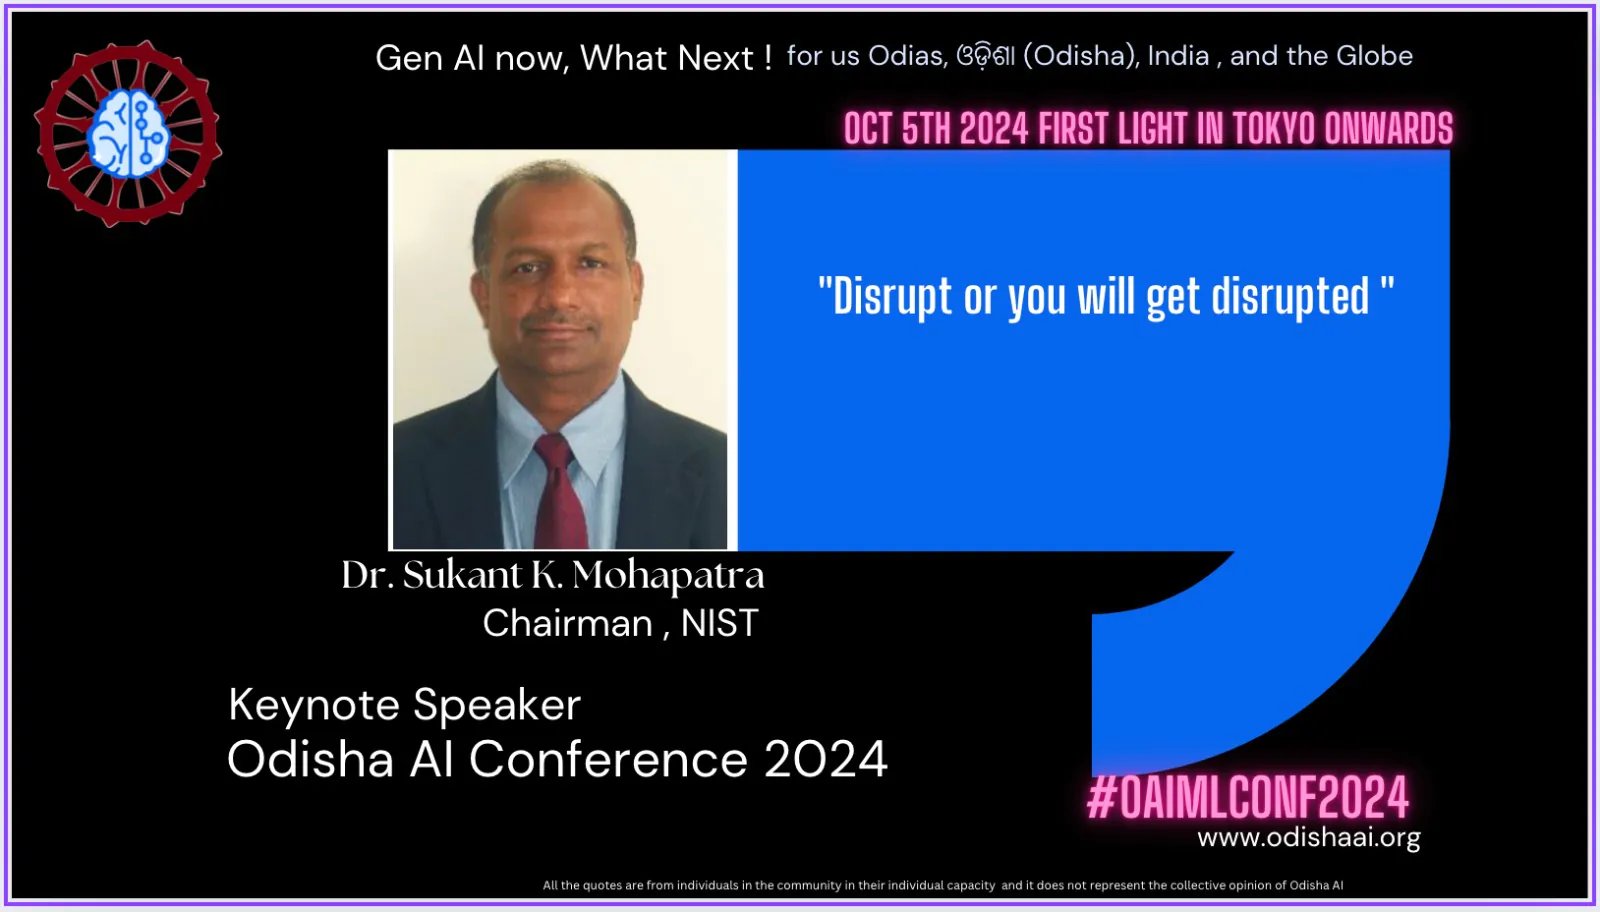 Gen AI now, What Next ! for us Odias, ଓଡ଼ିଶା (Odisha), India , and the Globe
OCT 5TH 2024 FIRST LIGHT IN TOKYO ONWARDS
"Disrupt or you will get disrupted "
Dr. Sukant K. Mohapatra
Chairman , NIST
Keynote Speaker
Odisha AI Conference 2024
#OAIMLCONF2024
www.odishaai.org
All the quotes are from individuals in the community in their individual capacity and it does not represent the collective opinion of Odisha AI